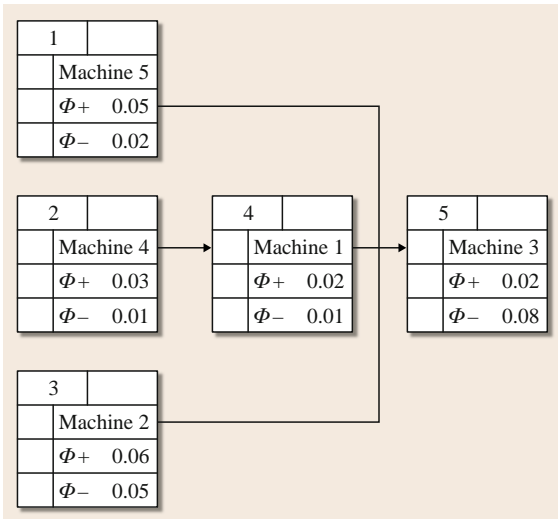 1
Machine 5
Φ+ 0.05
Φ− 0.02
2
Machine 4
Φ+ 0.03
Φ− 0.01
4
Machine 1
Φ+ 0.02
Φ− 0.01
5
Machine 3
Φ+ 0.02
Φ− 0.08
3
Machine 2
Φ+ 0.06
Φ− 0.05